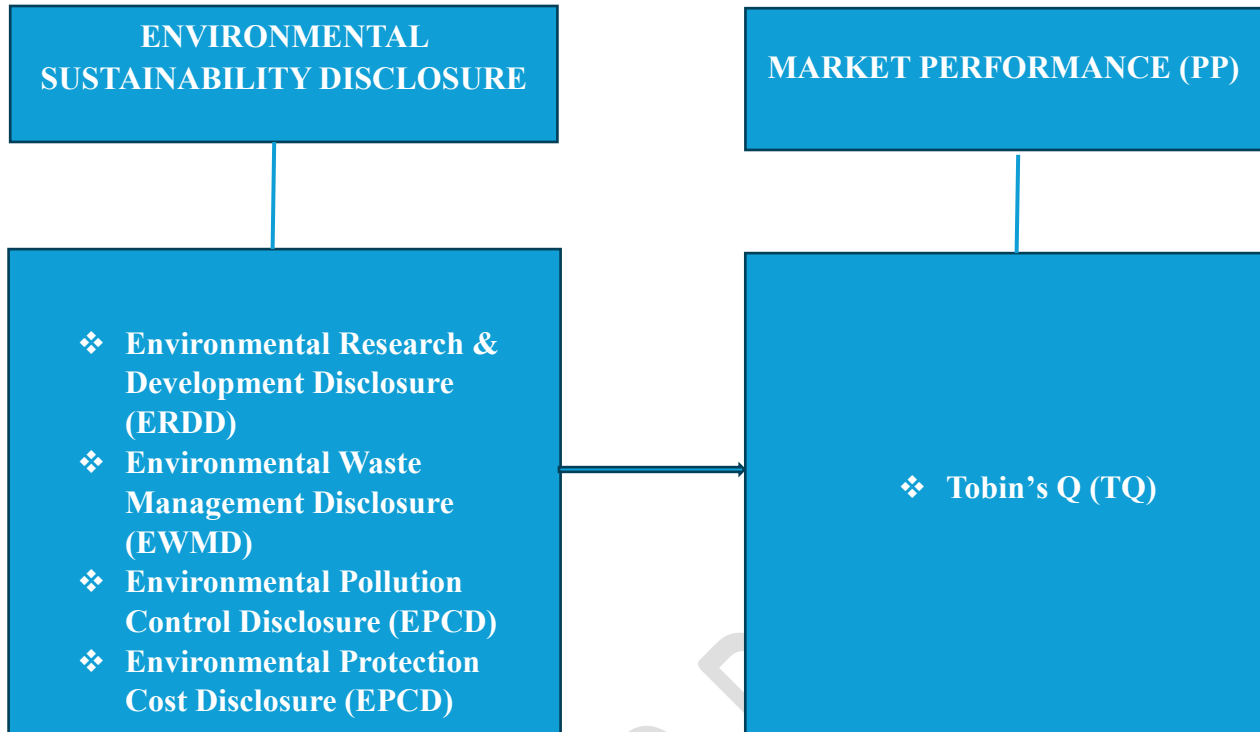 ENVIRONMENTAL
SUSTAINABILITY DISCLOSURE
MARKET PERFORMANCE (PP)
❖ Environmental Research &
Development Disclosure
(ERDD)
❖ Environmental Waste
Management Disclosure
(EWMD)
❖ Environmental Pollution
Control Disclosure (EPCD)
❖ Environmental Protection
Cost Disclosure (EPCD)
❖ Tobin’s Q (TQ)